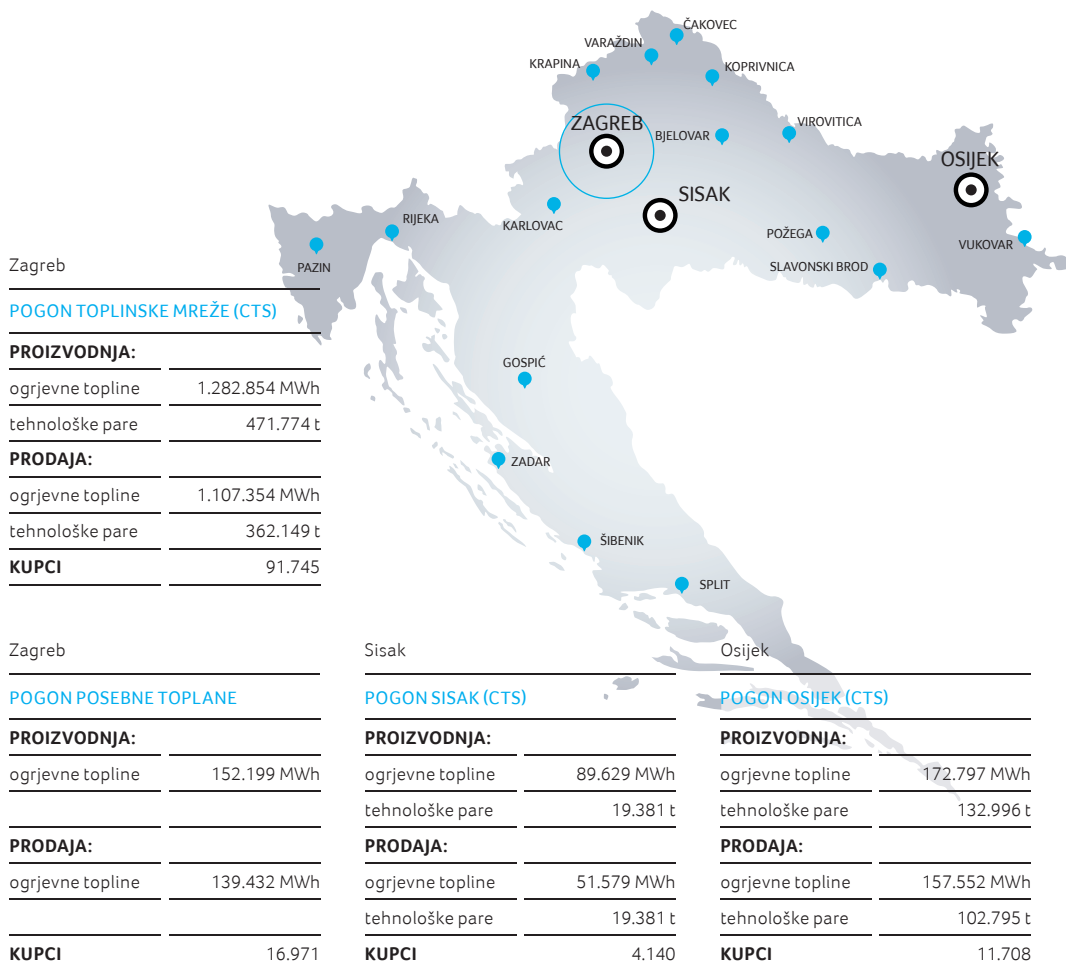 ČAKOVEC
VARAŽDIN
KRAPINA
KOPRIVNICA
ZAGREB
BJELOVAR
VIROVITICA
OSIJEK
SISAK
KARLOVAC
RIJEKA
PAZIN
POŽEGA
VUKOVAR
SLAVONSKI BROD
GOSPIĆ
ZADAR
ŠIBENIK
SPLIT
Zagreb
POGON TOPLINSKE MREŽE (CTS)
PROIZVODNJA:
ogrjevne topline 1.282.854 MWh
tehnološke pare 471.774 t
PRODAJA:
ogrjevne topline 1.107.354 MWh
tehnološke pare 362.149 t
KUPCI 91.745
Zagreb
POGON POSEBNE TOPLANE
PROIZVODNJA:
ogrjevne topline 152.199 MWh
PRODAJA:
ogrjevne topline 139.432 MWh
KUPCI 16.971
Sisak
POGON SISAK (CTS)
PROIZVODNJA:
ogrjevne topline 89.629 MWh
tehnološke pare 19.381 t
PRODAJA:
ogrjevne topline 51.579 MWh
tehnološke pare 19.381 t
KUPCI 4.140
Osijek
POGON OSIJEK (CTS)
PROIZVODNJA:
ogrjevne topline 172.797 MWh
tehnološke pare 132.996 t
PRODAJA:
ogrjevne topline 157.552 MWh
tehnološke pare 102.795 t
KUPCI 11.708